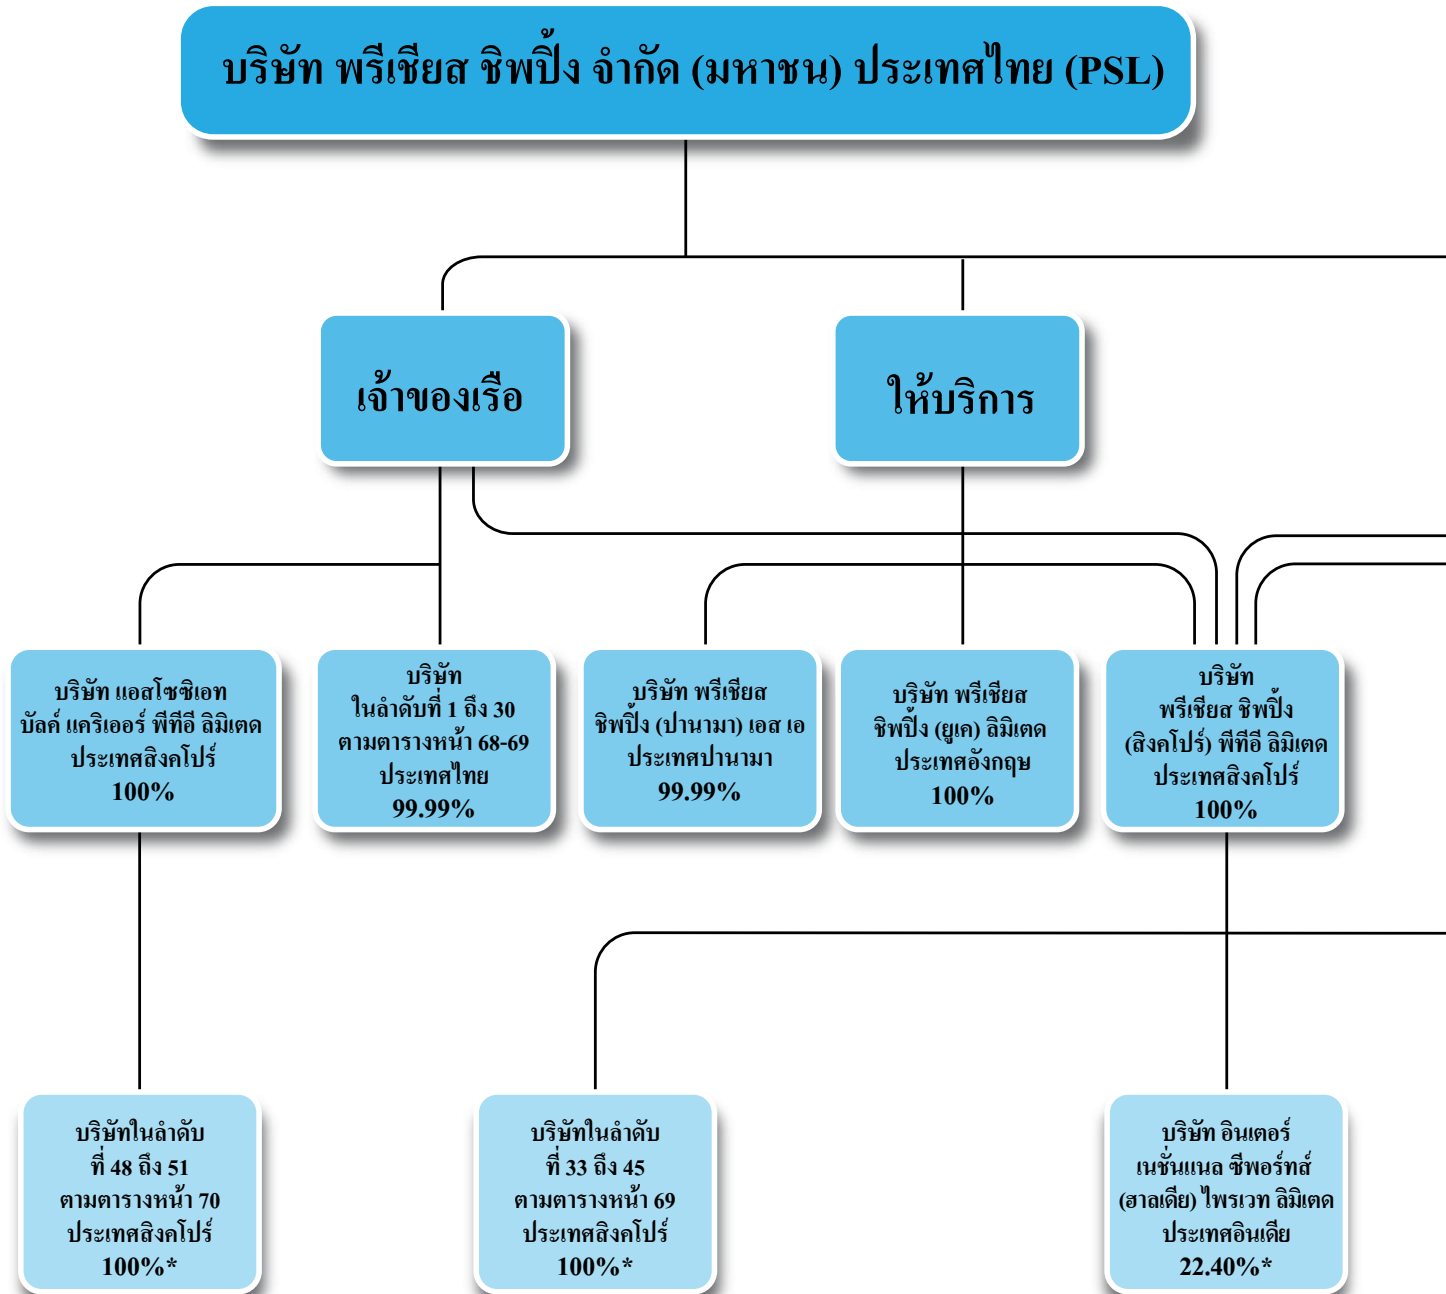 บริษัท พรีเชียส ชิพปิ้ง จำกัด (มหาชน) ประเทศไทย (PSL)
เจ้าของเรือ
ให้บริการ
บริษัท แอสโซซิเอท
บัลค์ แคริเออร์ พีทีอี ลิมิเตด
ประเทศสิงคโปร์
100%
บริษัท
ในลำดับที่ 1 ถึง 30
ตามตารางหน้า 68-69
ประเทศไทย
99.99%
บริษัท พรีเชียส
ชิพปิ้ง (ปานามา) เอส เอ
ประเทศปานามา
99.99%
บริษัท พรีเชียส
ชิพปิ้ง (ยูเค) ลิมิเตด
ประเทศอังกฤษ
100%
บริษัท
พรีเชียส ชิพปิ้ง
(สิงคโปร์) พีทีอี ลิมิเตด
ประเทศสิงคโปร์
100%
บริษัทในลำดับ
ที่ 48 ถึง 51
ตามตารางหน้า 70
ประเทศสิงคโปร์
100%*
บริษัทในลำดับ
ที่ 33 ถึง 45
ตามตารางหน้า 69
ประเทศสิงคโปร์
100%*
บริษัท อินเตอร์
เนชั่นแนล ซีพอร์ทส์
(ฮาลเดีย) ไพรเวท ลิมิเตด
ประเทศอินเดีย
22.40%*